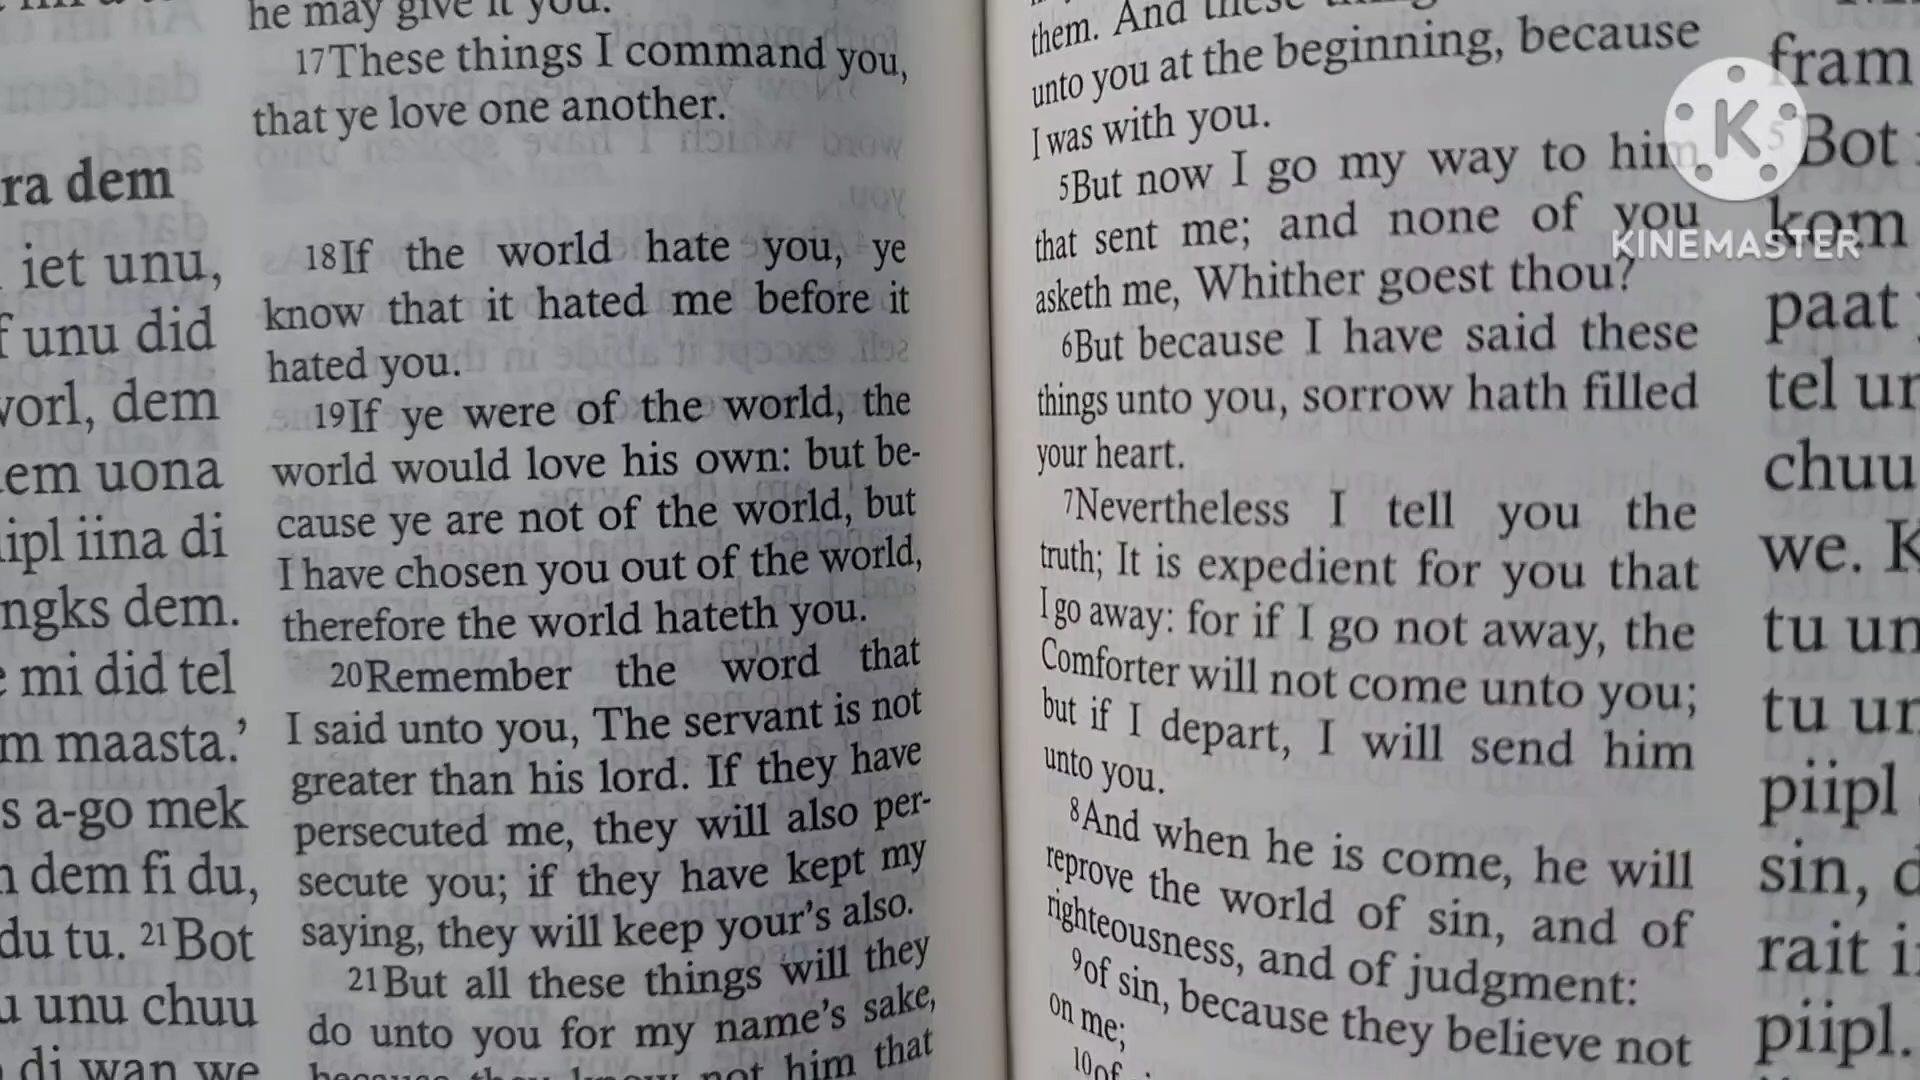 ra dem
iet unu,
unu did
dem
uona
iina di
dem.
mi did tel
maasta.’
a-go mek
dem fi du,
du tu. 21Bot
unu chuu
di wan we
he may give it you.
17These things I command you,
that ye love one another.
18If the world hate you, ye
know that it hated me before it
hated you.
19If ye were of the world, the
world would love his own: but be-
cause ye are not of the world, but
I have chosen you out of the world,
therefore the world hateth you.
20Remember the word that
I said unto you, The servant is not
greater than his lord. If they have
persecuted me, they will also per-
secute you; if they have kept my
saying, they will keep your’s also.
21But all these things will they
do unto you for my name’s sake,
because they know not him that
them. And these
unto you at the beginning, because
I was with you.
5But now I go my way to him
that sent me; and none of you
asketh me, Whither goest thou?
6But because I have said these
things unto you, sorrow hath filled
your heart.
7Nevertheless I tell you the
truth; It is expedient for you that
I go away: for if I go not away, the
Comforter will not come unto you;
but if I depart, I will send him
unto you.
8And when he is come, he will
reprove the world of sin, and of
righteousness, and of judgment:
9of sin, because they believe not
on me;
10of
fram
5 Bot
kom
paat
tel
chuu
we. K
tu
tu
piipl
sin,
rait
piipl.
K
KINEMASTER